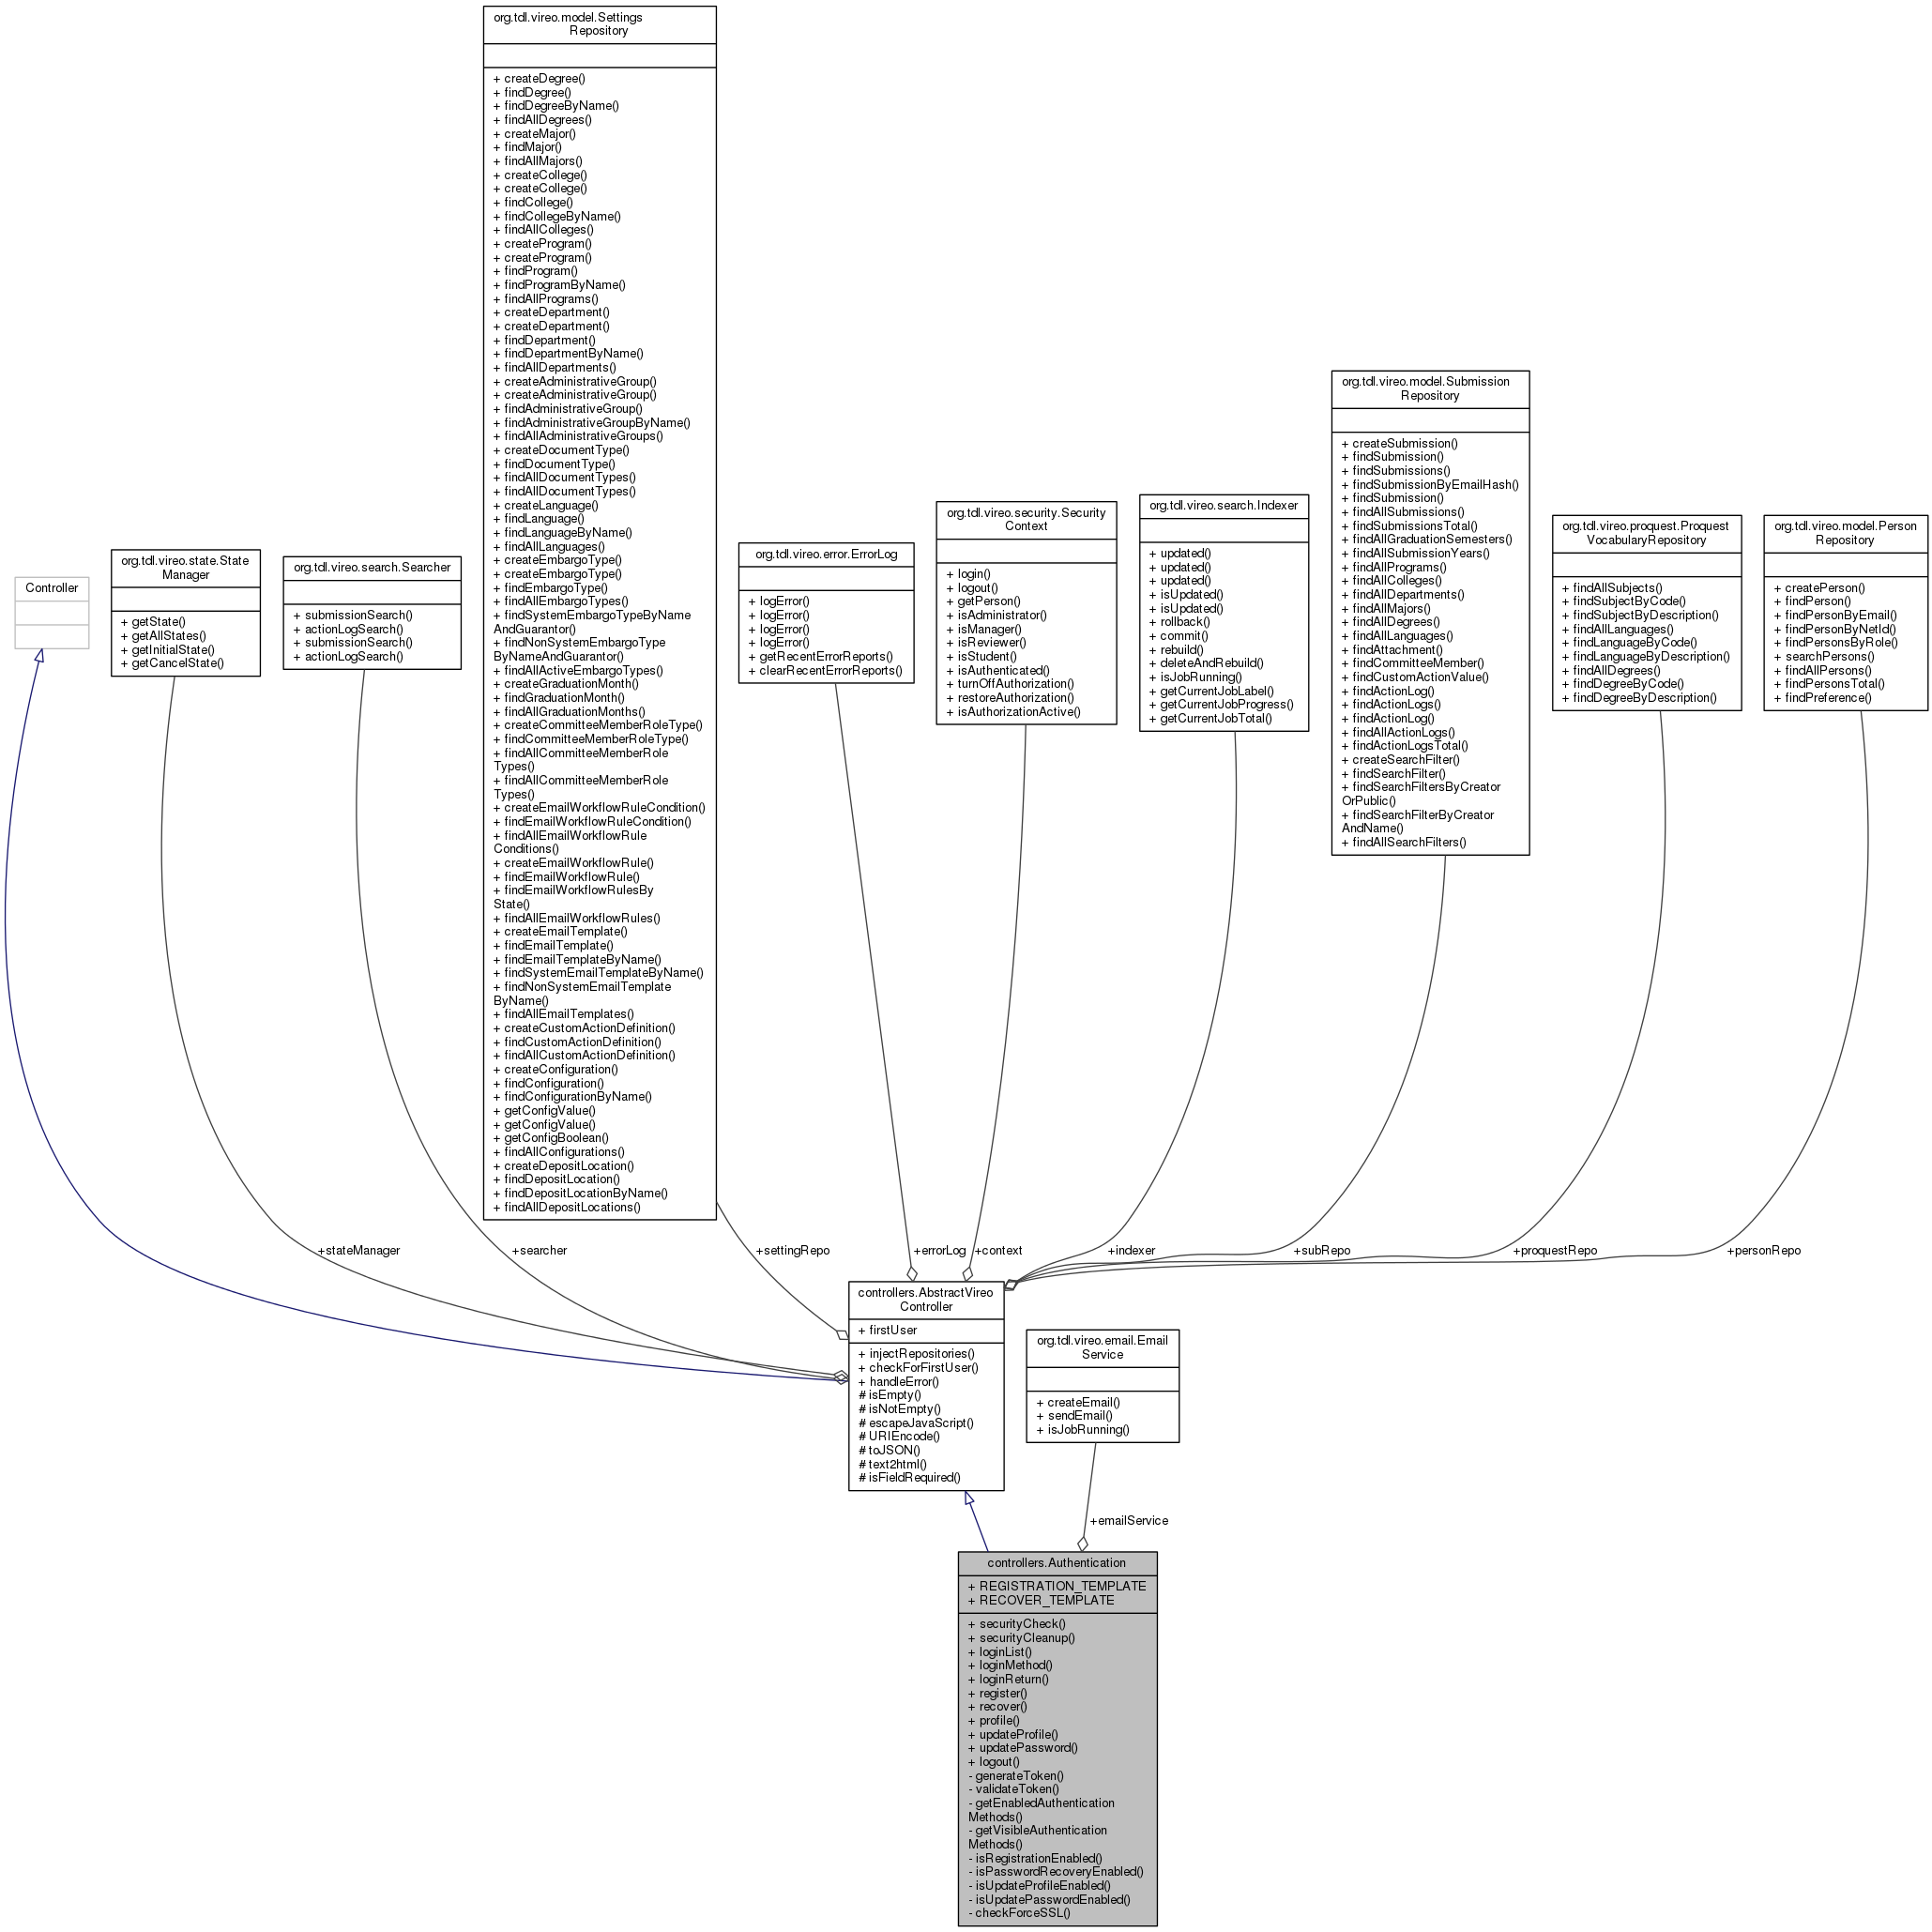 org.tdl.vireo.model.Settings
Repository
+ createDegree()
+ findDegree()
+ findDegreeByName()
+ findAllDegrees()
+ createMajor()
+ findMajor()
+ findAllMajors()
+ createCollege()
+ createCollege()
+ findCollege()
+ findCollegeByName()
+ findAllColleges()
+ createProgram()
+ createProgram()
+ findProgram()
+ findProgramByName()
+ findAllPrograms()
+ createDepartment()
+ createDepartment()
+ findDepartment()
+ findDepartmentByName()
+ findAllDepartments()
+ createAdministrativeGroup()
+ createAdministrativeGroup()
+ findAdministrativeGroup()
+ findAdministrativeGroupByName()
+ findAllAdministrativeGroups()
+ createDocumentType()
+ findDocumentType()
+ findAllDocumentTypes()
+ findAllDocumentTypes()
+ createLanguage()
+ findLanguage()
+ findLanguageByName()
+ findAllLanguages()
+ createEmbargoType()
+ createEmbargoType()
+ findEmbargoType()
+ findAllEmbargoTypes()
+ findSystemEmbargoTypeByName
AndGuarantor()
+ findNonSystemEmbargoType
ByNameAndGuarantor()
+ findAllActiveEmbargoTypes()
+ createGraduationMonth()
+ findGraduationMonth()
+ findAllGraduationMonths()
+ createCommitteeMemberRoleType()
+ findCommitteeMemberRoleType()
+ findAllCommitteeMemberRole
Types()
+ findAllCommitteeMemberRole
Types()
+ createEmailWorkflowRuleCondition()
+ findEmailWorkflowRuleCondition()
+ findAllEmailWorkflowRule
Conditions()
+ createEmailWorkflowRule()
+ findEmailWorkflowRule()
+ findEmailWorkflowRulesBy
State()
+ findAllEmailWorkflowRules()
+ createEmailTemplate()
+ findEmailTemplate()
+ findEmailTemplateByName()
+ findSystemEmailTemplateByName()
+ findNonSystemEmailTemplate
ByName()
+ findAllEmailTemplates()
+ createCustomActionDefinition()
+ findCustomActionDefinition()
+ findAllCustomActionDefinition()
+ createConfiguration()
+ findConfiguration()
+ findConfigurationByName()
+ getConfigValue()
+ getConfigValue()
+ getConfigBoolean()
+ findAllConfigurations()
+ createDepositLocation()
+ findDepositLocation()
+ findDepositLocationByName()
+ findAllDepositLocations()
Controller
org.tdl.vireo.state.State
Manager
+ getState()
+ getAllStates()
+ getInitialState()
+ getCancelState()
org.tdl.vireo.search.Searcher
+ submissionSearch()
+ actionLogSearch()
+ submissionSearch()
+ actionLogSearch()
org.tdl.vireo.error.ErrorLog
+ logError()
+ logError()
+ logError()
+ logError()
+ getRecentErrorReports()
+ clearRecentErrorReports()
org.tdl.vireo.security.Security
Context
+ login()
+ logout()
+ getPerson()
+ isAdministrator()
+ isManager()
+ isReviewer()
+ isStudent()
+ isAuthenticated()
+ turnOffAuthorization()
+ restoreAuthorization()
+ isAuthorizationActive()
org.tdl.vireo.search.Indexer
+ updated()
+ updated()
+ updated()
+ isUpdated()
+ isUpdated()
+ rollback()
+ commit()
+ rebuild()
+ deleteAndRebuild()
+ isJobRunning()
+ getCurrentJobLabel()
+ getCurrentJobProgress()
+ getCurrentJobTotal()
org.tdl.vireo.model.Submission
Repository
+ createSubmission()
+ findSubmission()
+ findSubmissions()
+ findSubmissionByEmailHash()
+ findSubmission()
+ findAllSubmissions()
+ findSubmissionsTotal()
+ findAllGraduationSemesters()
+ findAllSubmissionYears()
+ findAllPrograms()
+ findAllColleges()
+ findAllDepartments()
+ findAllMajors()
+ findAllDegrees()
+ findAllLanguages()
+ findAttachment()
+ findCommitteeMember()
+ findCustomActionValue()
+ findActionLog()
+ findActionLogs()
+ findActionLog()
+ findAllActionLogs()
+ findActionLogsTotal()
+ createSearchFilter()
+ findSearchFilter()
+ findSearchFiltersByCreator
OrPublic()
+ findSearchFilterByCreator
AndName()
+ findAllSearchFilters()
org.tdl.vireo.proquest.Proquest
VocabularyRepository
+ findAllSubjects()
+ findSubjectByCode()
+ findSubjectByDescription()
+ findAllLanguages()
+ findLanguageByCode()
+ findLanguageByDescription()
+ findAllDegrees()
+ findDegreeByCode()
+ findDegreeByDescription()
org.tdl.vireo.model.Person
Repository
+ createPerson()
+ findPerson()
+ findPersonByEmail()
+ findPersonByNetId()
+ findPersonsByRole()
+ searchPersons()
+ findAllPersons()
+ findPersonsTotal()
+ findPreference()
+stateManager
+searcher
+settingRepo
+errorLog
+context
+indexer
+subRepo
+proquestRepo
+personRepo
controllers.AbstractVireo
Controller
+ firstUser
+ injectRepositories()
+ checkForFirstUser()
+ handleError()
# isEmpty()
# isNotEmpty()
# escapeJavaScript()
# URIEncode()
# toJSON()
# text2html()
# isFieldRequired()
org.tdl.vireo.email.Email
Service
+ createEmail()
+ sendEmail()
+ isJobRunning()
+emailService
controllers.Authentication
+ REGISTRATION_TEMPLATE
+ RECOVER_TEMPLATE
+ securityCheck()
+ securityCleanup()
+ loginList()
+ loginMethod()
+ loginReturn()
+ register()
+ recover()
+ profile()
+ updateProfile()
+ updatePassword()
+ logout()
- generateToken()
- validateToken()
- getEnabledAuthentication
Methods()
- getVisibleAuthentication
Methods()
- isRegistrationEnabled()
- isPasswordRecoveryEnabled()
- isUpdateProfileEnabled()
- isUpdatePasswordEnabled()
- checkForceSSL()